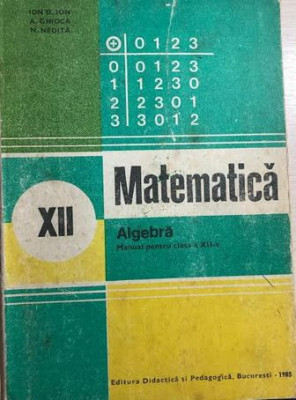 ION D. ION
A. GHIOCA
N. NEDIȚĂ
⊕ 0 1 2 3
0 0 1 2 3
1 1 2 3 0
2 2 3 0 1
3 3 0 1 2
XII
Matematică
Algebră
Manual pentru clasa a XII-a
Editura Didactică și Pedagogică, București - 1985